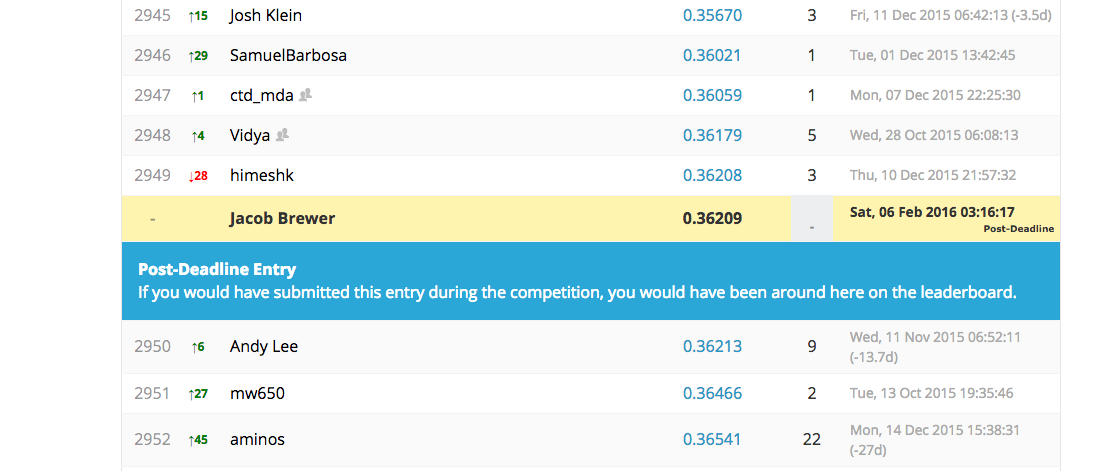 2945 ↑15 Josh Klein 0.35670 3 Fri, 11 Dec 2015 06:42:13 (-3.5d)
2946 ↑29 SamuelBarbosa 0.36021 1 Tue, 01 Dec 2015 13:42:45
2947 ↑1 ctd_mda 0.36059 1 Mon, 07 Dec 2015 22:25:30
2948 ↑4 Vidya 0.36179 5 Wed, 28 Oct 2015 06:08:13
2949 ↓28 himeshk 0.36208 3 Thu, 10 Dec 2015 21:57:32
- Jacob Brewer 0.36209 - Sat, 06 Feb 2016 03:16:17
Post-Deadline
Post-Deadline Entry
If you would have submitted this entry during the competition, you would have been around here on the leaderboard.
2950 ↑6 Andy Lee 0.36213 9 Wed, 11 Nov 2015 06:52:11
(-13.7d)
2951 ↑27 mw650 0.36466 2 Tue, 13 Oct 2015 19:35:46
2952 ↑45 aminos 0.36541 22 Mon, 14 Dec 2015 15:38:31
(-27d)